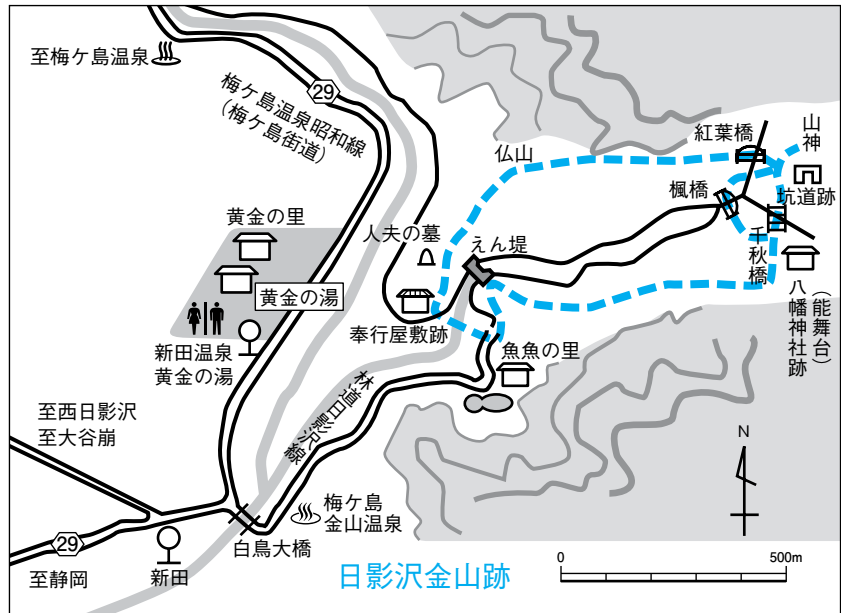 至梅ケ島温泉
29
梅ケ島温泉昭和線
（梅ケ島街道）
黄金の里
黄金の湯
新田温泉
黄金の湯
至西日影沢
至大谷崩
29
至静岡
新田
白鳥大橋
梅ケ島
金山温泉
林道日影沢線
魚魚の里
奉行屋敷跡
人夫の墓
えん堤
仏山
紅葉橋
楓橋
千秋橋
山神
坑道跡
八幡神社跡
（能舞台）
N
0
500m
日影沢金山跡